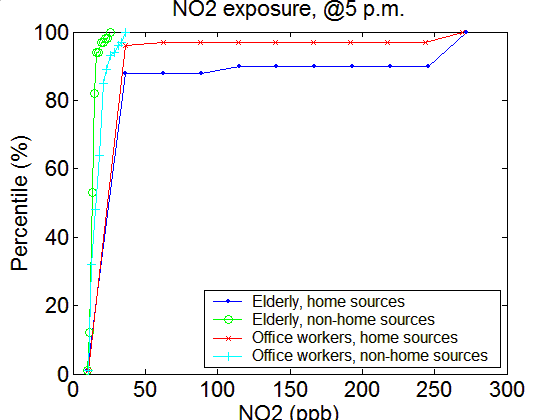 NO2 exposure, @5 p.m.
100
80
60
40
20
0
Percentile (%)
0 50 100 150 200 250 300
NO2 (ppb)
Elderly, home sources
Elderly, non-home sources
Office workers, home sources
Office workers, non-home sources